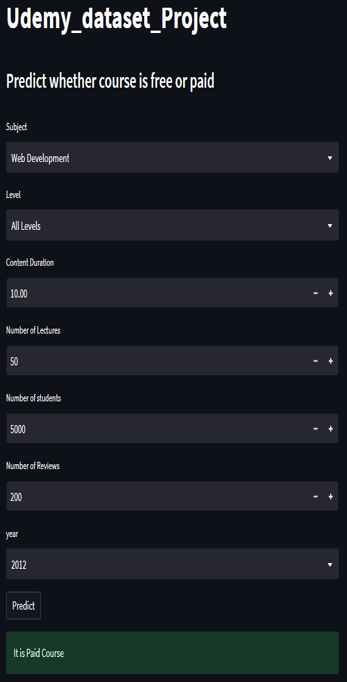 Udemy_dataset_Project
Predict whether course is free or paid
Subject
Web Development
Level
All Levels
Content Duration
10.00
Number of Lectures
50
Number of students
5000
Number of Reviews
200
year
2012
Predict
It is Paid Course